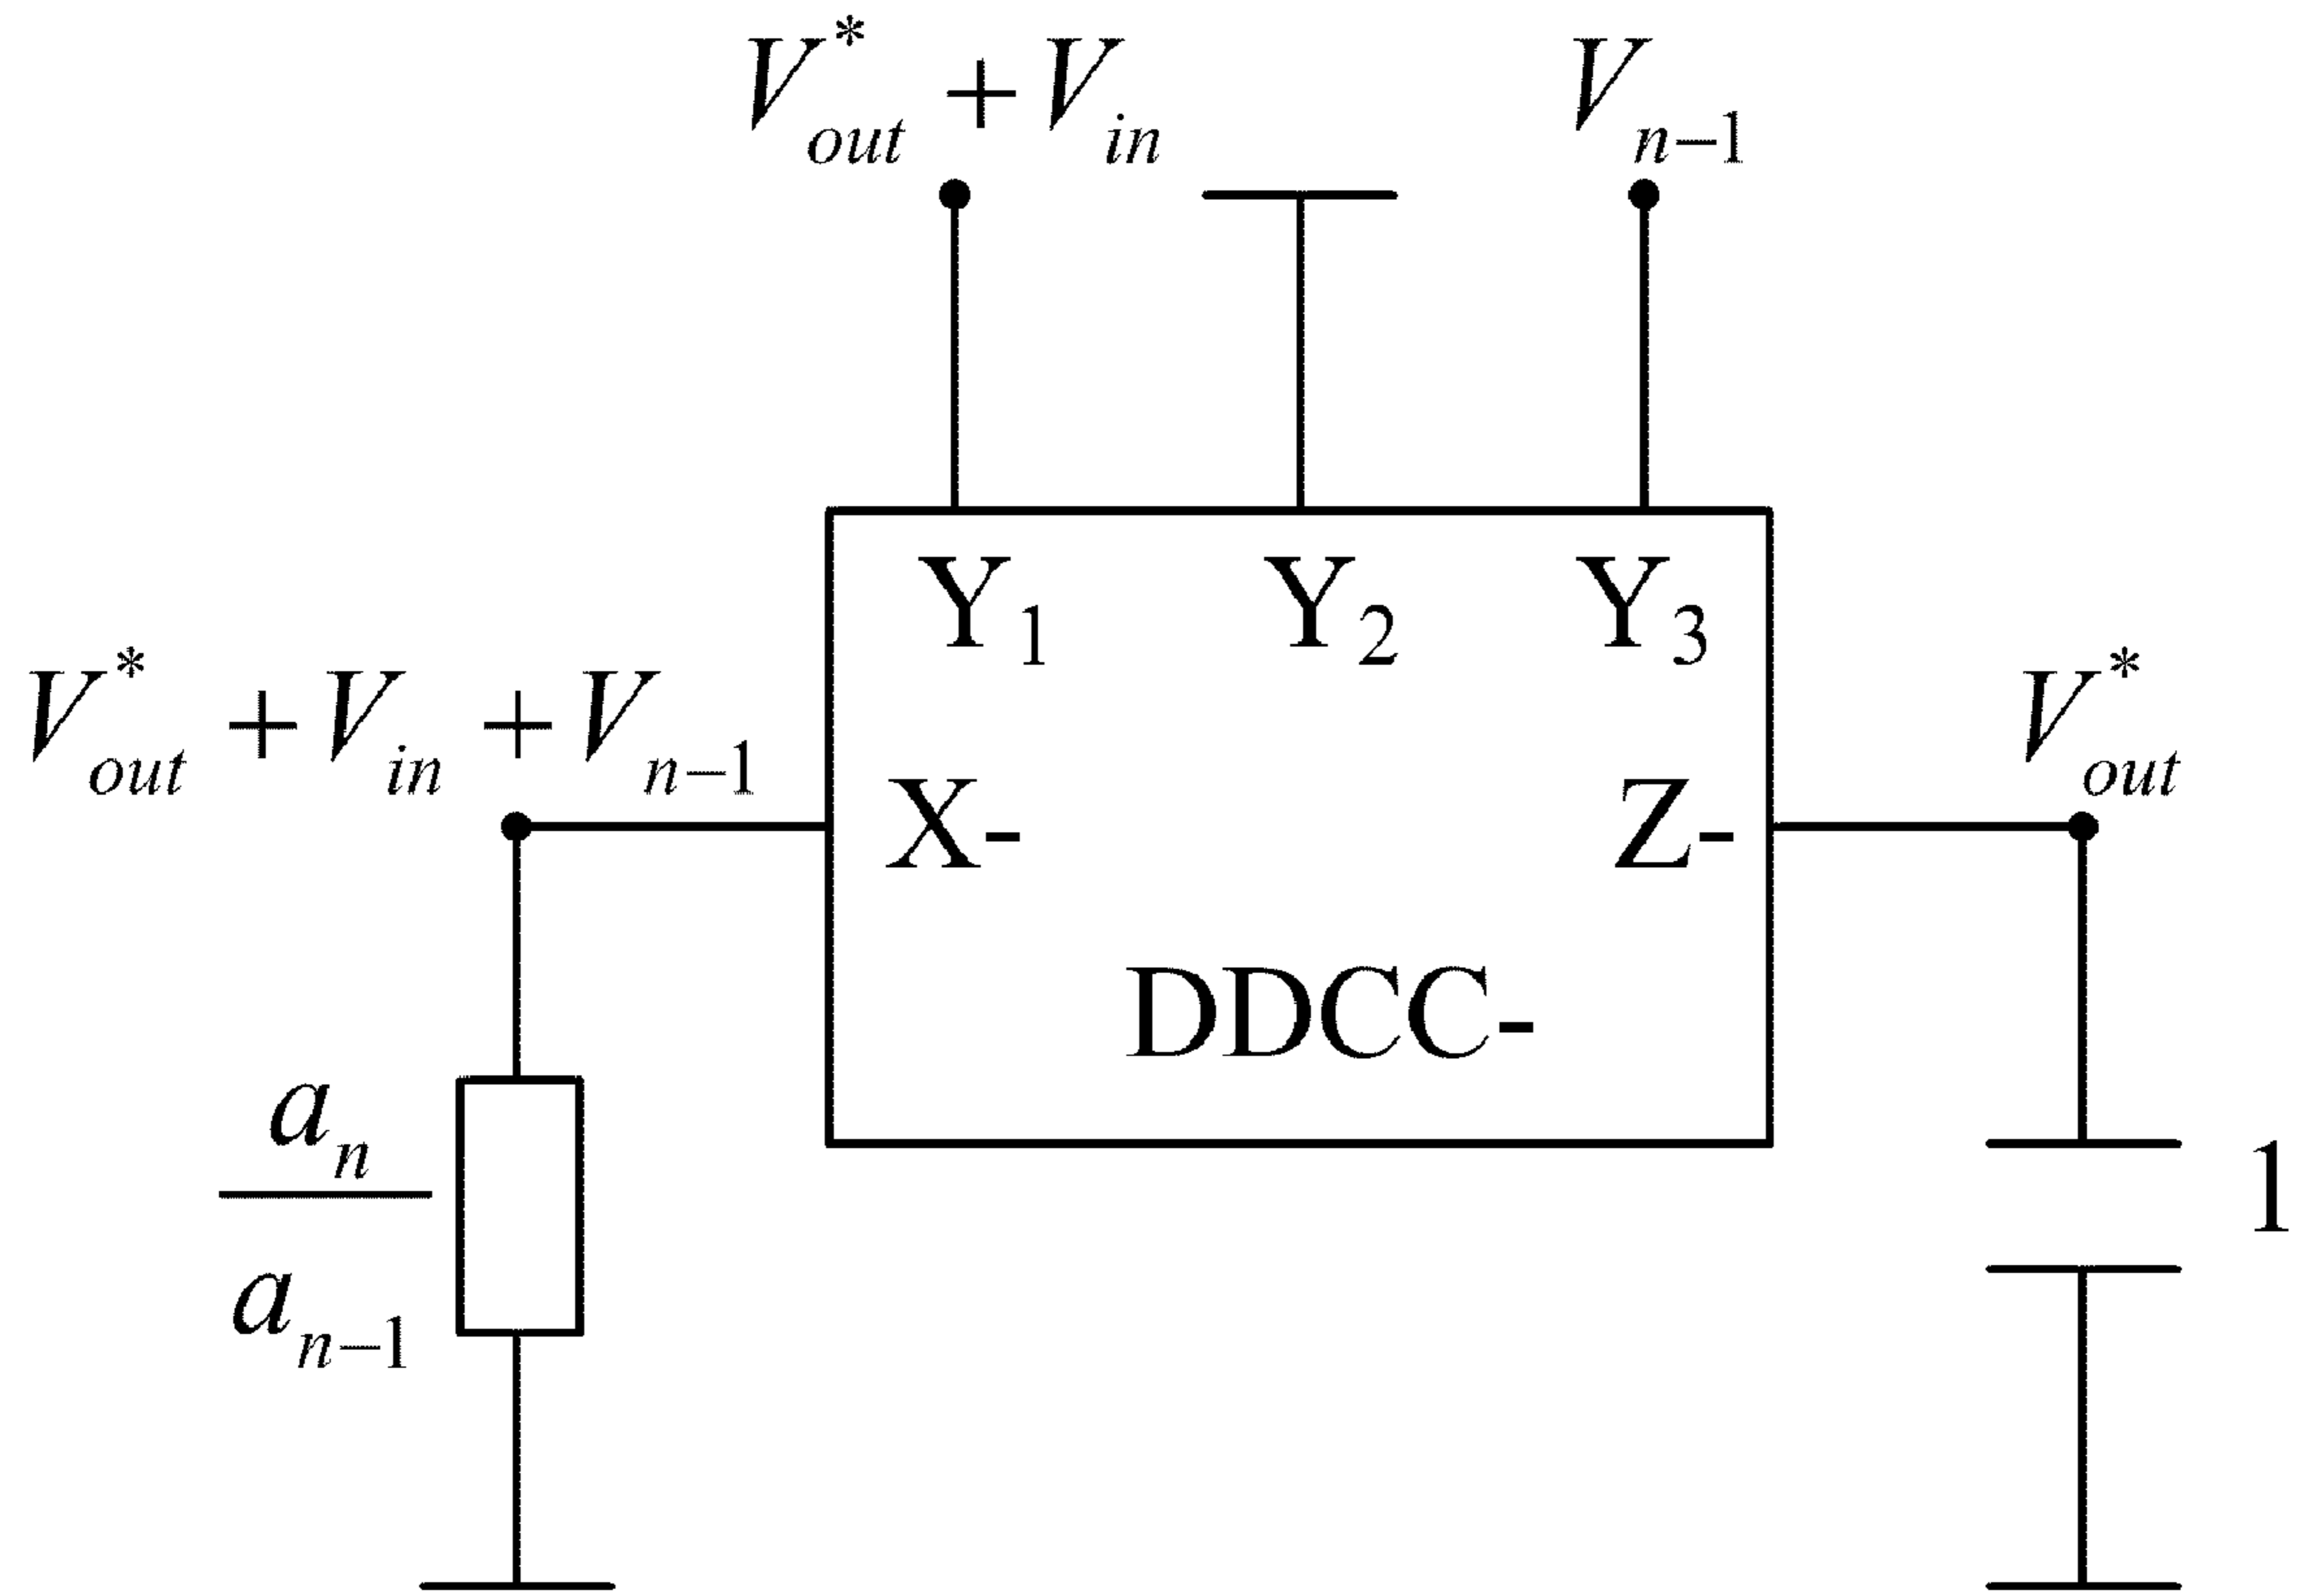 V*out + Vin
Vn−1
Y1 Y2 Y3
V*out + Vin + Vn−1
V*out
X- Z-
DDCC-
an
an−1
1